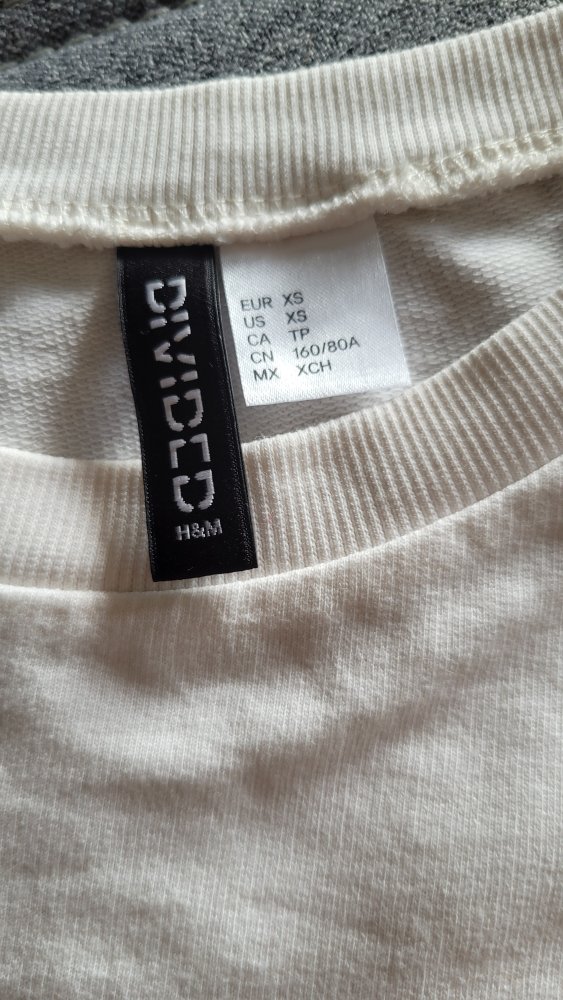 DIVIDED
H&M
EUR XS
US XS
CA TP
CN 160/80A
MX XCH